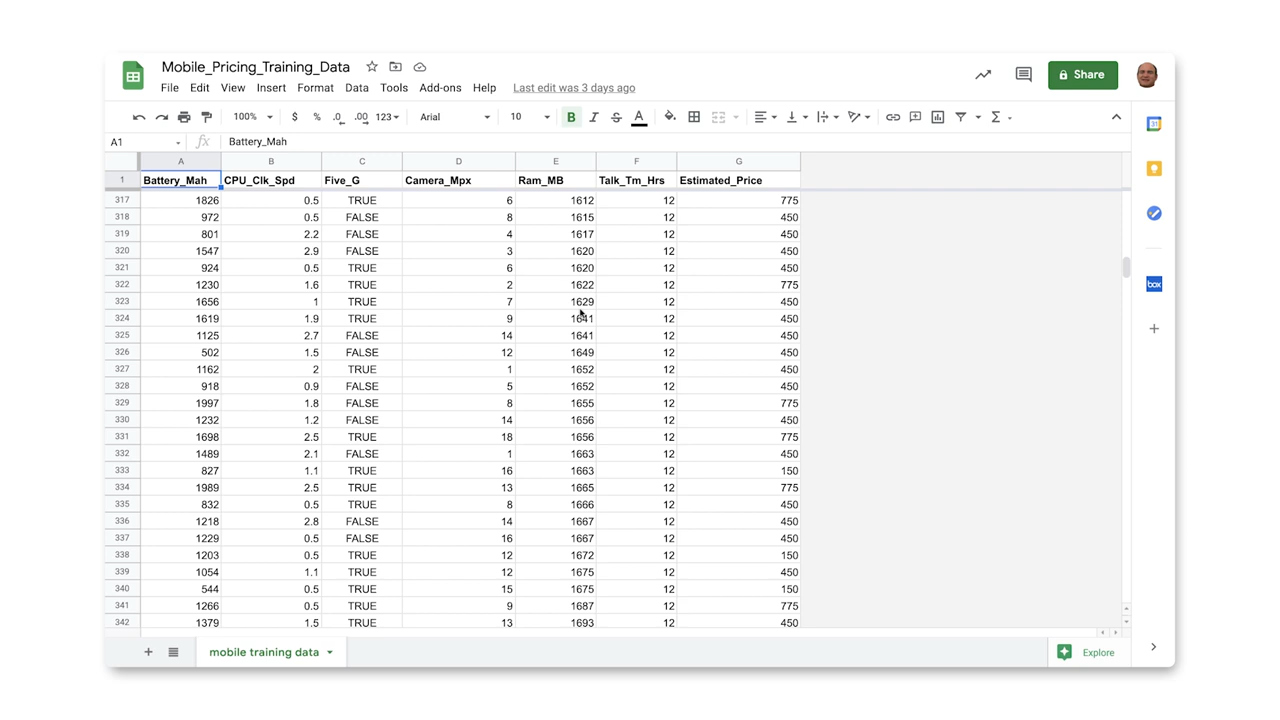 Mobile_Pricing_Training_Data
File Edit View Insert Format Data Tools Add-ons Help Last edit was 3 days ago
Share
100% $ % .0 .00 123 Arial 10 B I S A Σ
A1 fx Battery_Mah
A B C D E F G
1 Battery_Mah CPU_Clk_Spd Five_G Camera_Mpx Ram_MB Talk_Tm_Hrs Estimated_Price
317 1826 0.5 TRUE 6 1612 12 775
318 972 0.5 FALSE 8 1615 12 450
319 801 2.2 FALSE 4 1617 12 450
320 1547 2.9 FALSE 3 1620 12 450
321 924 0.5 TRUE 6 1620 12 450
322 1230 1.6 TRUE 2 1622 12 775
323 1656 1 TRUE 7 1629 12 450
324 1619 1.9 TRUE 9 1641 12 450
325 1125 2.7 FALSE 14 1641 12 450
326 502 1.5 FALSE 12 1649 12 450
327 1162 2 TRUE 1 1652 12 450
328 918 0.9 FALSE 5 1652 12 450
329 1997 1.8 FALSE 8 1655 12 775
330 1232 1.2 FALSE 14 1656 12 450
331 1698 2.5 TRUE 18 1656 12 775
332 1489 2.1 FALSE 1 1663 12 450
333 827 1.1 TRUE 16 1663 12 150
334 1989 2.5 TRUE 13 1665 12 775
335 832 0.5 TRUE 8 1666 12 450
336 1218 2.8 FALSE 14 1667 12 450
337 1229 0.5 FALSE 16 1667 12 450
338 1203 0.5 TRUE 12 1672 12 150
339 1054 1.1 TRUE 12 1675 12 450
340 544 0.5 TRUE 15 1675 12 150
341 1266 0.5 TRUE 9 1687 12 775
342 1379 1.5 TRUE 13 1693 12 450
mobile training data
Explore
31
box